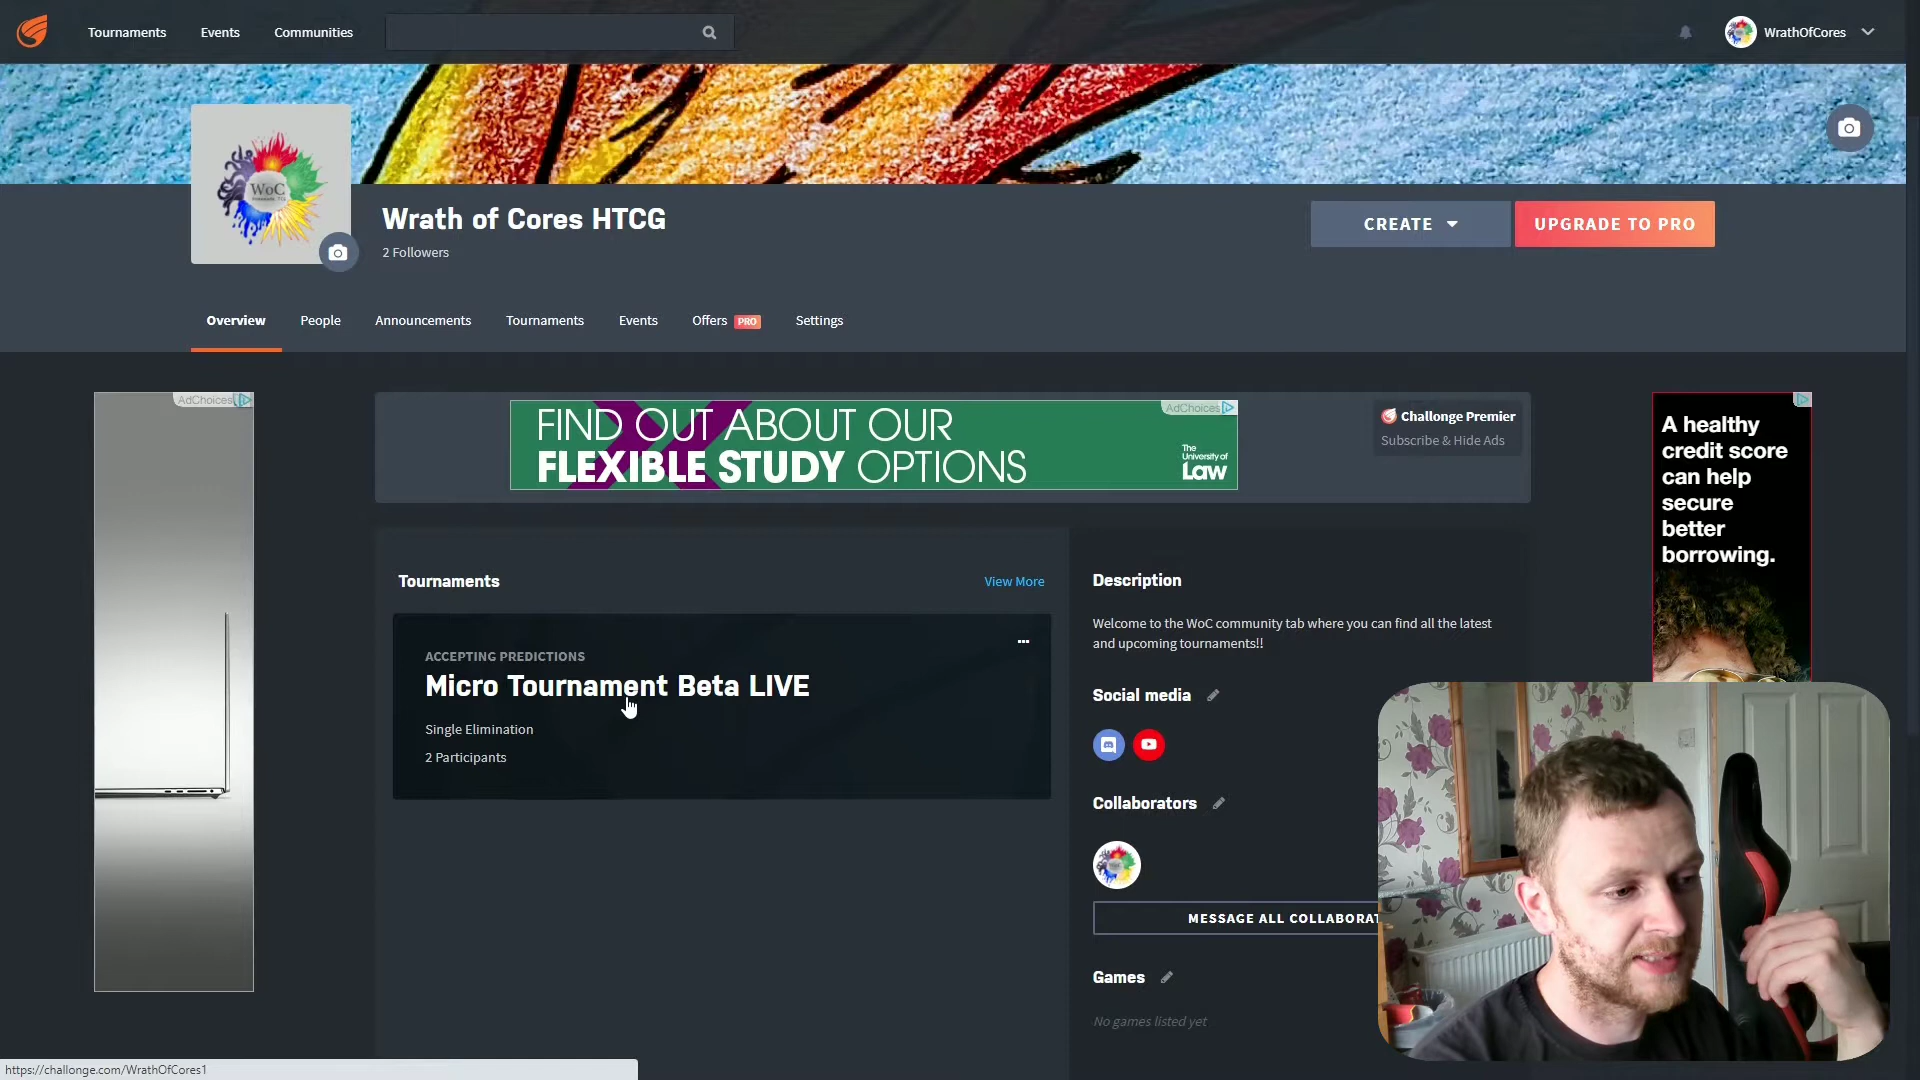 Tournaments Events Communities WrathOfCores
WoC
Wrath of Cores HTCG
2 Followers
CREATE UPGRADE TO PRO
Overview People Announcements Tournaments Events Offers PRO Settings
AdChoices
FIND OUT ABOUT OUR
FLEXIBLE STUDY OPTIONS
AdChoices
The
University of
Law
Challonge Premier
Subscribe & Hide Ads
A healthy
credit score
can help
secure
better
borrowing.
Tournaments View More
ACCEPTING PREDICTIONS
Micro Tournament Beta LIVE
Single Elimination
2 Participants
Description
Welcome to the WoC community tab where you can find all the latest
and upcoming tournaments!!
Social media
Collaborators
MESSAGE ALL COLLABORAT
Games
No games listed yet
https://challonge.com/WrathOfCores1